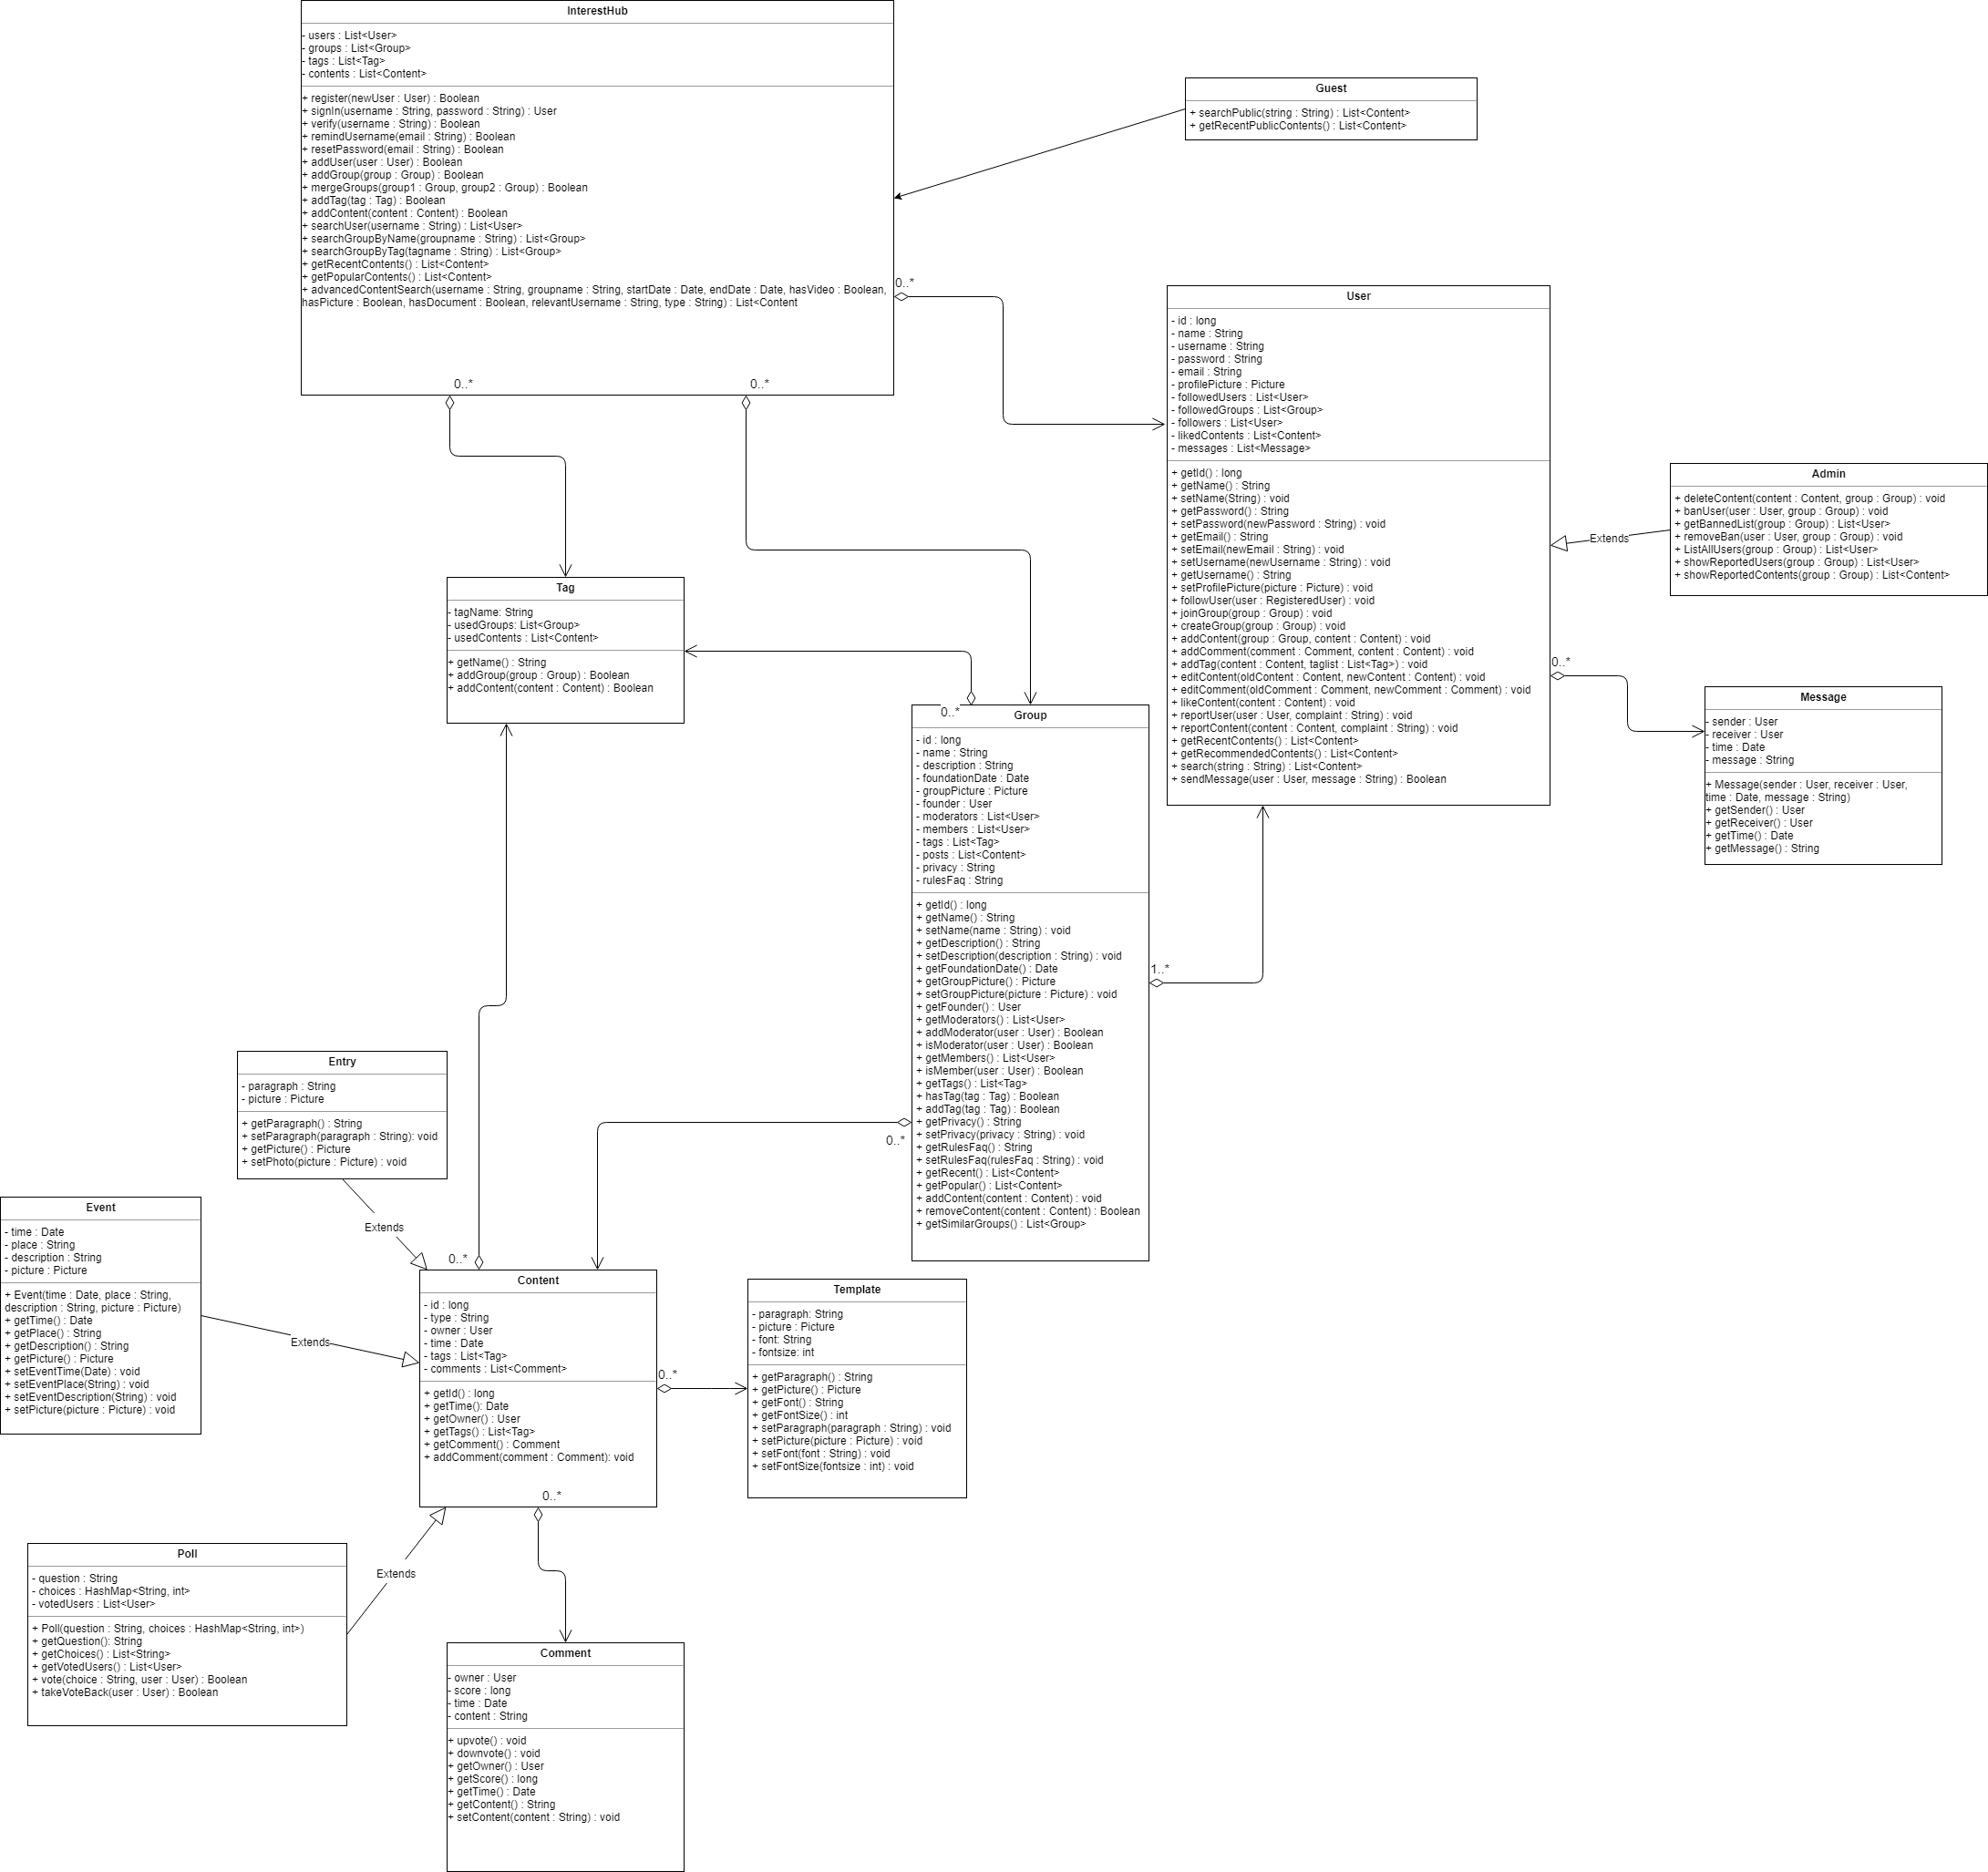 InterestHub
- users : List<User>
- groups : List<Group>
- tags : List<Tag>
- contents : List<Content>
+ register(newUser : User) : Boolean
+ signIn(username : String, password : String) : User
+ verify(username : String) : Boolean
+ remindUsername(email : String) : Boolean
+ resetPassword(email : String) : Boolean
+ addUser(user : User) : Boolean
+ addGroup(group : Group) : Boolean
+ mergeGroups(group1 : Group, group2 : Group) : Boolean
+ addTag(tag : Tag) : Boolean
+ addContent(content : Content) : Boolean
+ searchUser(username : String) : List<User>
+ searchGroupByName(groupname : String) : List<Group>
+ searchGroupByTag(tagname : String) : List<Group>
+ getRecentContents() : List<Content>
+ getPopularContents() : List<Content>
+ advancedContentSearch(username : String, groupname : String, startDate : Date, endDate : Date, hasVideo : Boolean,
hasPicture : Boolean, hasDocument : Boolean, relevantUsername : String, type : String) : List<Content
0..*
0..*
0..*
Guest
+ searchPublic(string : String) : List<Content>
+ getRecentPublicContents() : List<Content>
User
- id : long
- name : String
- username : String
- password : String
- email : String
- profilePicture : Picture
- followedUsers : List<User>
- followedGroups : List<Group>
- followers : List<User>
- likedContents : List<Content>
- messages : List<Message>
+ getId() : long
+ getName() : String
+ setName(String) : void
+ getPassword() : String
+ setPassword(newPassword : String) : void
+ getEmail() : String
+ setEmail(newEmail : String) : void
+ setUsername(newUsername : String) : void
+ getUsername() : String
+ setProfilePicture(picture : Picture) : void
+ followUser(user : RegisteredUser) : void
+ joinGroup(group : Group) : void
+ createGroup(group : Group) : void
+ addContent(group : Group, content : Content) : void
+ addComment(comment : Comment, content : Content) : void
+ addTag(content : Content, taglist : List<Tag>) : void
+ editContent(oldContent : Content, newContent : Content) : void
+ editComment(oldComment : Comment, newComment : Comment) : void
+ likeContent(content : Content) : void
+ reportUser(user : User, complaint : String) : void
+ reportContent(content : Content, complaint : String) : void
+ getRecentContents() : List<Content>
+ getRecommendedContents() : List<Content>
+ search(string : String) : List<Content>
+ sendMessage(user : User, message : String) : Boolean
Extends
0..*
Admin
+ deleteContent(content : Content, group : Group) : void
+ banUser(user : User, group : Group) : void
+ getBannedList(group : Group) : List<User>
+ removeBan(user : User, group : Group) : void
+ ListAllUsers(group : Group) : List<User>
+ showReportedUsers(group : Group) : List<User>
+ showReportedContents(group : Group) : List<Content>
Message
- sender : User
- receiver : User
- time : Date
- message : String
+ Message(sender : User, receiver : User,
time : Date, message : String)
+ getSender() : User
+ getReceiver() : User
+ getTime() : Date
+ getMessage() : String
Tag
- tagName: String
- usedGroups: List<Group>
- usedContents : List<Content>
+ getName() : String
+ addGroup(group : Group) : Boolean
+ addContent(content : Content) : Boolean
0..*
Group
- id : long
- name : String
- description : String
- foundationDate : Date
- groupPicture : Picture
- founder : User
- moderators : List<User>
- members : List<User>
- tags : List<Tag>
- posts : List<Content>
- privacy : String
- rulesFaq : String
+ getId() : long
+ getName() : String
+ setName(name : String) : void
+ getDescription() : String
+ setDescription(description : String) : void
+ getFoundationDate() : Date
+ getGroupPicture() : Picture
+ setGroupPicture(picture : Picture) : void
+ getFounder() : User
+ getModerators() : List<User>
+ addModerator(user : User) : Boolean
+ isModerator(user : User) : Boolean
+ getMembers() : List<User>
+ isMember(user : User) : Boolean
+ getTags() : List<Tag>
+ hasTag(tag : Tag) : Boolean
+ addTag(tag : Tag) : Boolean
+ getPrivacy() : String
+ setPrivacy(privacy : String) : void
+ getRulesFaq() : String
+ setRulesFaq(rulesFaq : String) : void
+ getRecent() : List<Content>
+ getPopular() : List<Content>
+ addContent(content : Content) : void
+ removeContent(content : Content) : Boolean
+ getSimilarGroups() : List<Group>
1..*
0..*
Entry
- paragraph : String
- picture : Picture
+ getParagraph() : String
+ setParagraph(paragraph : String): void
+ getPicture() : Picture
+ setPhoto(picture : Picture) : void
Extends
Event
- time : Date
- place : String
- description : String
- picture : Picture
+ Event(time : Date, place : String,
description : String, picture : Picture)
+ getTime() : Date
+ getPlace() : String
+ getDescription() : String
+ getPicture() : Picture
+ setEventTime(Date) : void
+ setEventPlace(String) : void
+ setEventDescription(String) : void
+ setPicture(picture : Picture) : void
Extends
0..*
Content
- id : long
- type : String
- owner : User
- time : Date
- tags : List<Tag>
- comments : List<Comment>
+ getId() : long
+ getTime(): Date
+ getOwner() : User
+ getTags() : List<Tag>
+ getComment() : Comment
+ addComment(comment : Comment): void
0..*
0..*
Template
- paragraph: String
- picture : Picture
- font: String
- fontsize: int
+ getParagraph() : String
+ getPicture() : Picture
+ getFont() : String
+ getFontSize() : int
+ setParagraph(paragraph : String) : void
+ setPicture(picture : Picture) : void
+ setFont(font : String) : void
+ setFontSize(fontsize : int) : void
Poll
- question : String
- choices : HashMap<String, int>
- votedUsers : List<User>
+ Poll(question : String, choices : HashMap<String, int>)
+ getQuestion(): String
+ getChoices() : List<String>
+ getVotedUsers() : List<User>
+ vote(choice : String, user : User) : Boolean
+ takeVoteBack(user : User) : Boolean
Extends
Comment
- owner : User
- score : long
- time : Date
- content : String
+ upvote() : void
+ downvote() : void
+ getOwner() : User
+ getScore() : long
+ getTime() : Date
+ getContent() : String
+ setContent(content : String) : void